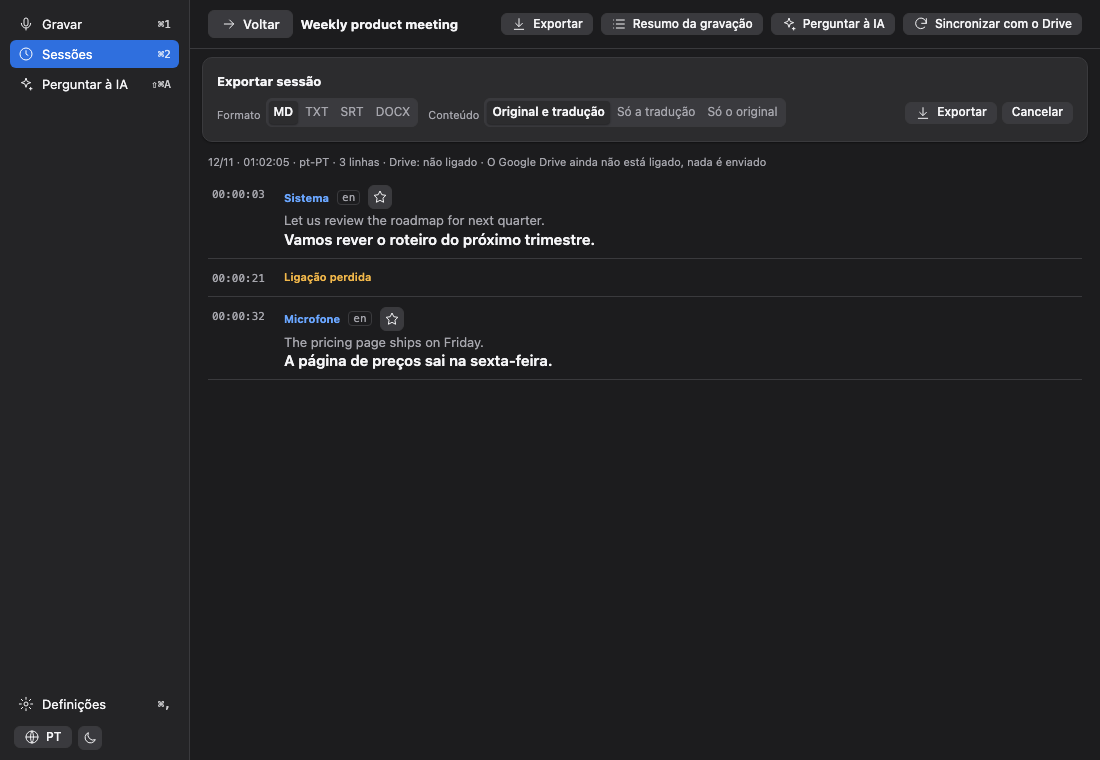 Gravar ⌘1
Sessões ⌘2
Perguntar à IA ⇧⌘A
Voltar Weekly product meeting Exportar Resumo da gravação Perguntar à IA Sincronizar com o Drive
Exportar sessão
Formato MD TXT SRT DOCX Conteúdo Original e tradução Só a tradução Só o original Exportar Cancelar
12/11 · 01:02:05 · pt-PT · 3 linhas · Drive: não ligado · O Google Drive ainda não está ligado, nada é enviado
00:00:03 Sistema en
Let us review the roadmap for next quarter.
Vamos rever o roteiro do próximo trimestre.
00:00:21 Ligação perdida
00:00:32 Microfone en
The pricing page ships on Friday.
A página de preços sai na sexta-feira.
Definições ⌘,
PT